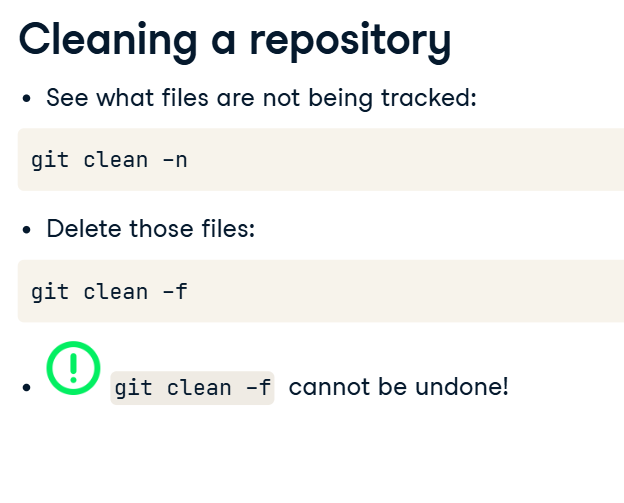 Cleaning a repository
• See what files are not being tracked:
git clean -n
• Delete those files:
git clean -f
• git clean -f cannot be undone!